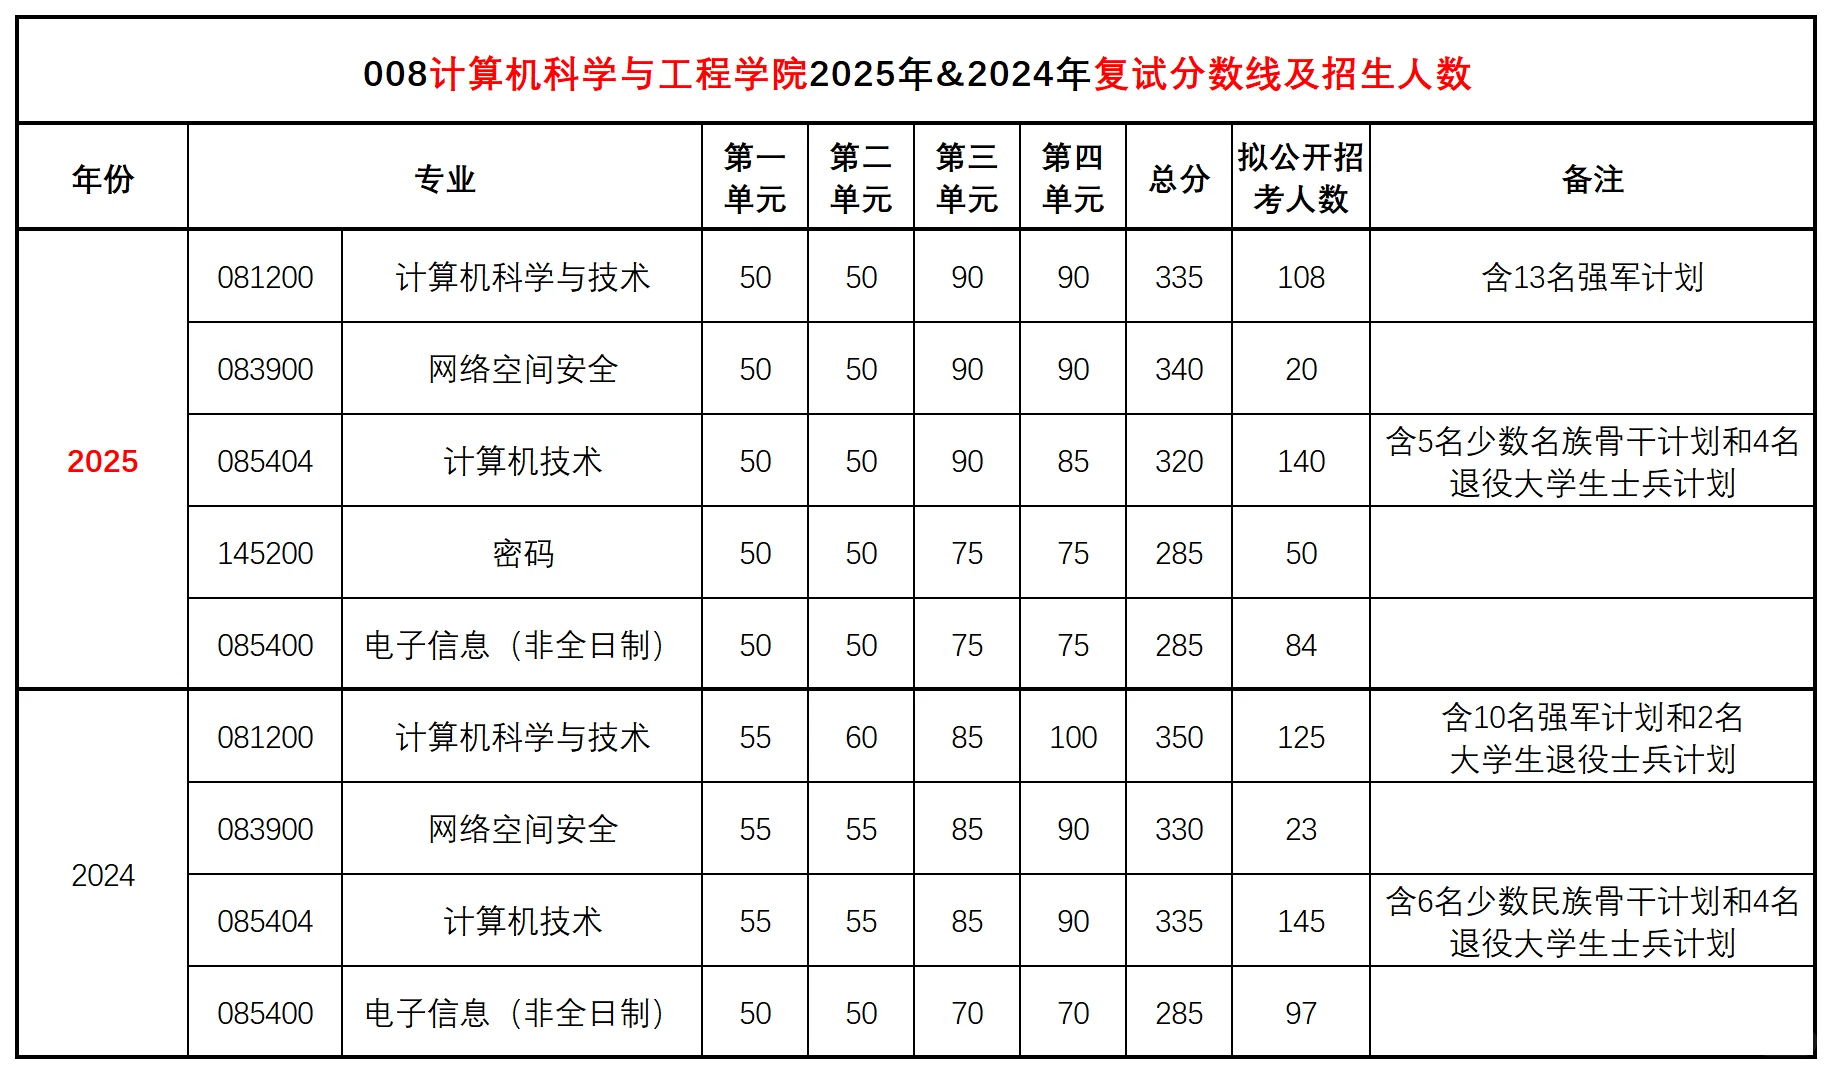 008计算机科学与工程学院2025年&2024年复试分数线及招生人数
年份 专业 第一单元 第二单元 第三单元 第四单元 总分 拟公开招考人数 备注
2025
081200 计算机科学与技术 50 50 90 90 335 108 含13名强军计划
083900 网络空间安全 50 50 90 90 340 20
085404 计算机技术 50 50 90 85 320 140 含5名少数名族骨干计划和4名
退役大学生士兵计划
145200 密码 50 50 75 75 285 50
085400 电子信息（非全日制） 50 50 75 75 285 84
2024
081200 计算机科学与技术 55 60 85 100 350 125 含10名强军计划和2名
大学生退役士兵计划
083900 网络空间安全 55 55 85 90 330 23
085404 计算机技术 55 55 85 90 335 145 含6名少数民族骨干计划和4名
退役大学生士兵计划
085400 电子信息（非全日制） 50 50 70 70 285 97